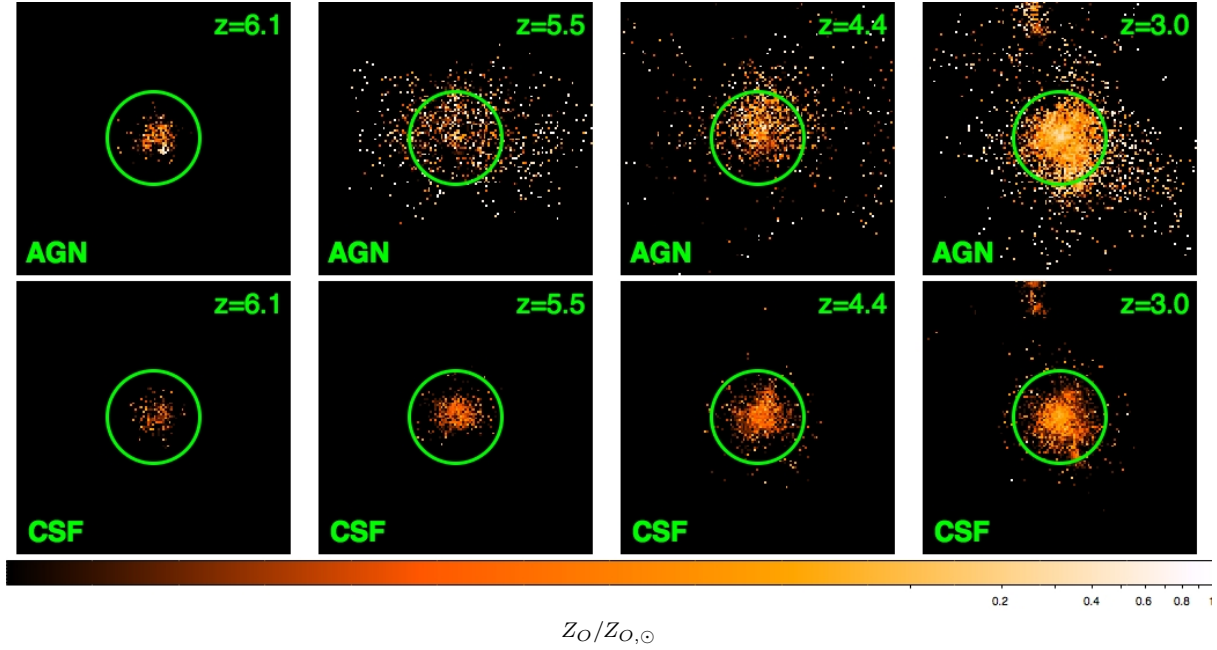 z=6.1 z=5.5 z=4.4 z=3.0
AGN AGN AGN AGN
z=6.1 z=5.5 z=4.4 z=3.0
CSF CSF CSF CSF
0.2 0.4 0.6 0.8 1
Z_O/Z_{O,⊙}